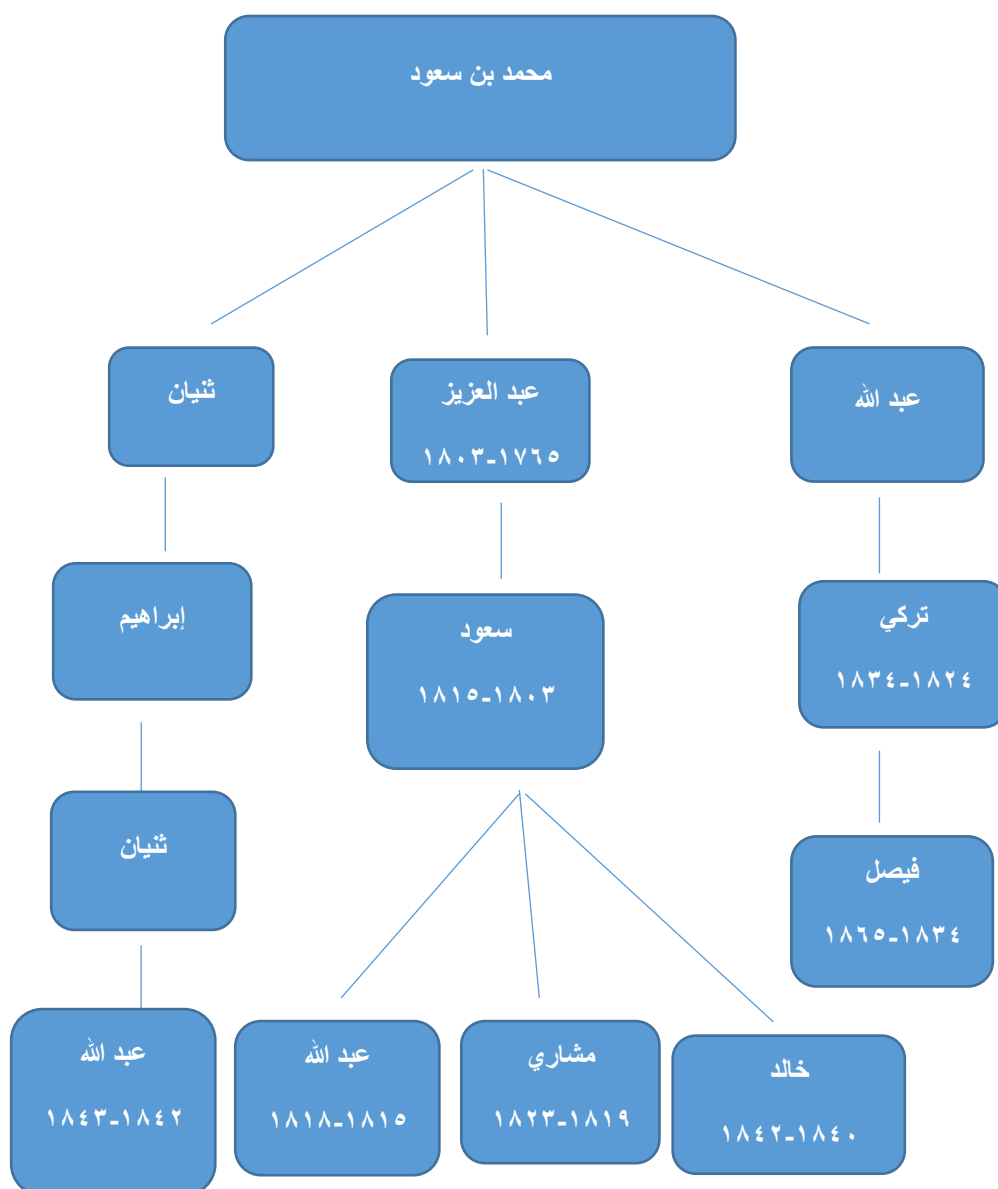 محمد بن سعود
عبد الله
عبد العزيز
١٧٦٥-١٨٠٣
ثنيان
تركي
١٨٢٤-١٨٣٤
سعود
١٨٠٣-١٨١٥
إبراهيم
فيصل
١٨٣٤-١٨٦٥
ثنيان
خالد
١٨٤٠-١٨٤٢
مشاري
١٨١٩-١٨٢٣
عبد الله
١٨١٥-١٨١٨
عبد الله
١٨٤٢-١٨٤٣